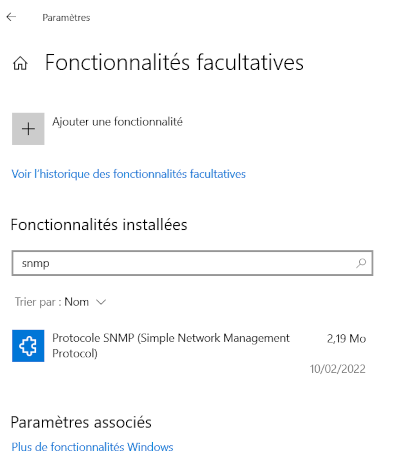 Paramètres
Fonctionnalités facultatives
Ajouter une fonctionnalité
Voir l'historique des fonctionnalités facultatives
Fonctionnalités installées
snmp
Trier par : Nom
Protocole SNMP (Simple Network Management 2,19 Mo
Protocol)
10/02/2022
Paramètres associés
Plus de fonctionnalités Windows